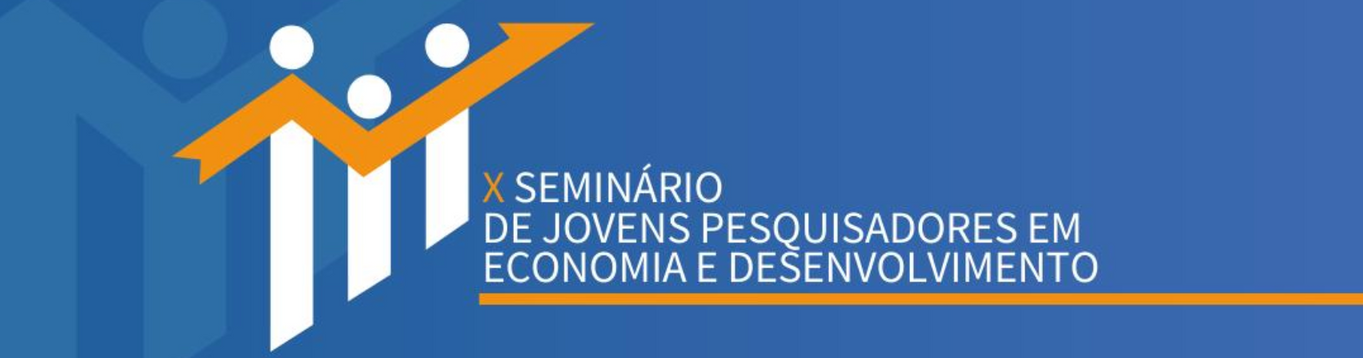 X SEMINÁRIO
DE JOVENS PESQUISADORES EM
ECONOMIA E DESENVOLVIMENTO